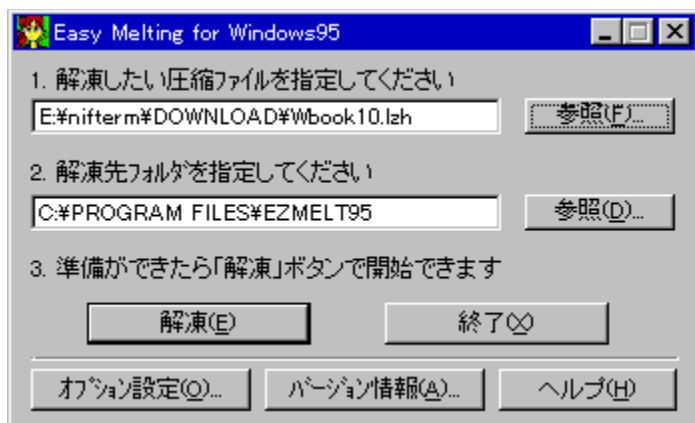 Easy Melting for Windows95
1. 解凍したい圧縮ファイルを指定してください
E:¥nifterm¥DOWNLOAD¥Wbook10.lzh
参照(F)...
2. 解凍先フォルダを指定してください
C:¥PROGRAM FILES¥EZMELT95
参照(D)...
3. 準備ができたら「解凍」ボタンで開始できます
解凍(E) 終了(X)
オプション設定(O)... バージョン情報(A)... ヘルプ(H)